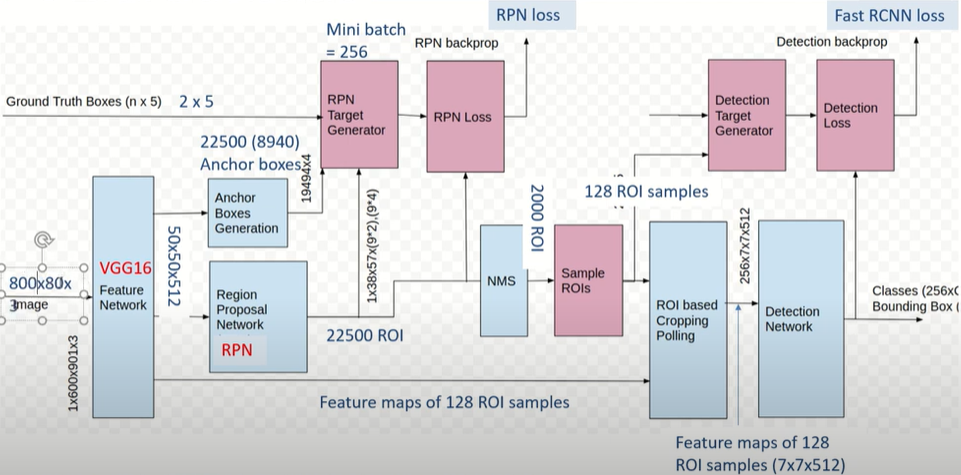 RPN loss
Fast RCNN loss
Mini batch
= 256
RPN backprop
Detection backprop
Ground Truth Boxes (n x 5)
2 x 5
RPN
Target
Generator
RPN Loss
Detection
Target
Generator
Detection
Loss
22500 (8940)
Anchor boxes
19494x4
Anchor
Boxes
Generation
1x38x57x(9*2),(9*4)
2000 ROI
128 ROI samples
256x7x7x512
50x50x512
800x80x
3
Image
VGG16
Feature
Network
Region
Proposal
Network
RPN
22500 ROI
NMS
Sample
ROIs
ROI based
Cropping
Polling
Detection
Network
Classes (256x
Bounding Box (
1x600x901x3
Feature maps of 128 ROI samples
Feature maps of 128
ROI samples (7x7x512)